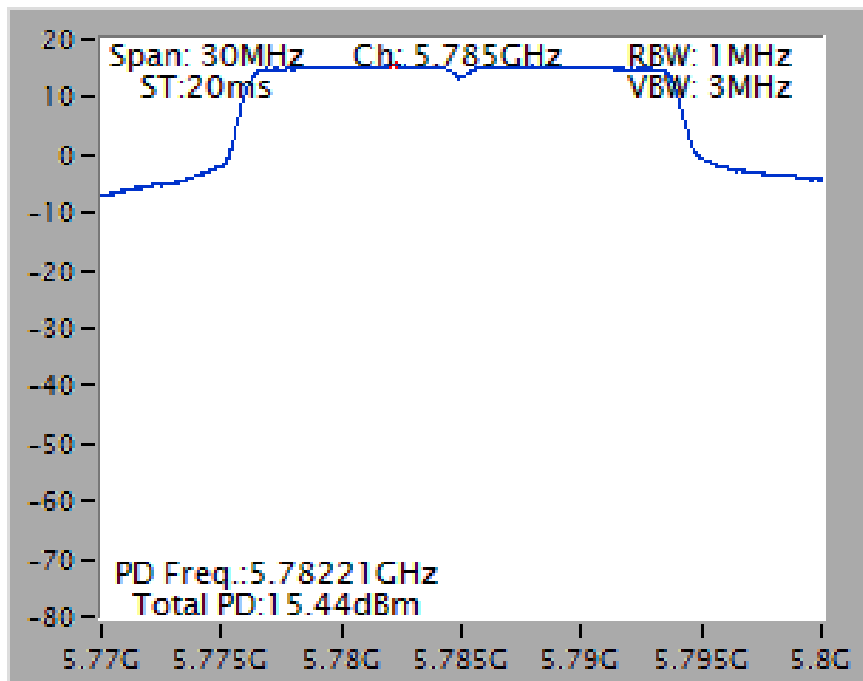 20
10
0
-10
-20
-30
-40
-50
-60
-70
-80
Span: 30MHz Ch: 5.785GHz RBW: 1MHz
ST:20ms VBW: 3MHz
PD Freq.:5.78221GHz
Total PD:15.44dBm
5.77G 5.775G 5.78G 5.785G 5.79G 5.795G 5.8G